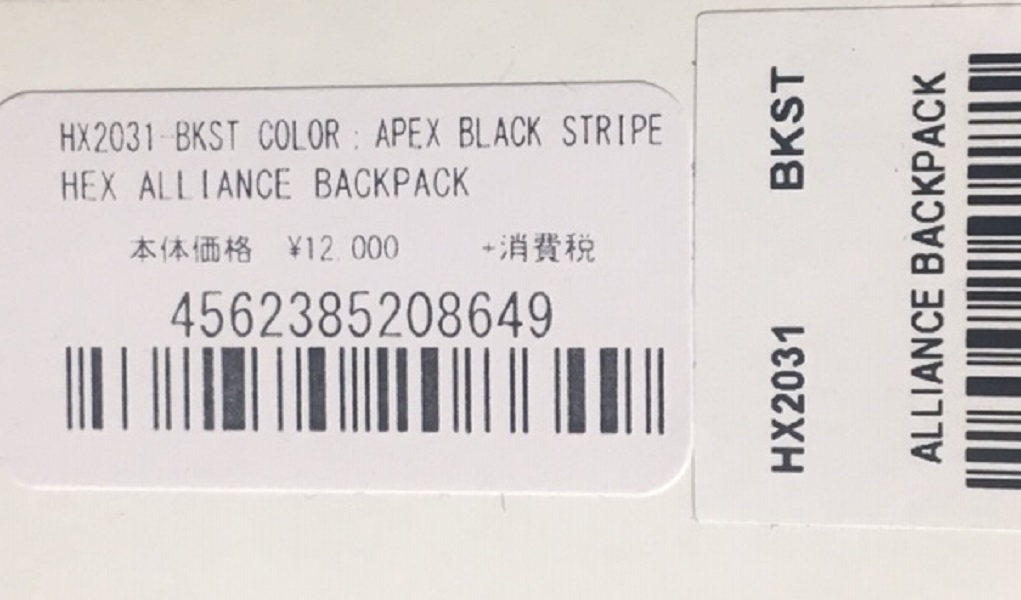 HX2031-BKST COLOR : APEX BLACK STRIPE
HEX ALLIANCE BACKPACK
本体価格 ¥12,000 +消費税
4562385208649
HX2031 BKST
ALLIANCE BACKPACK